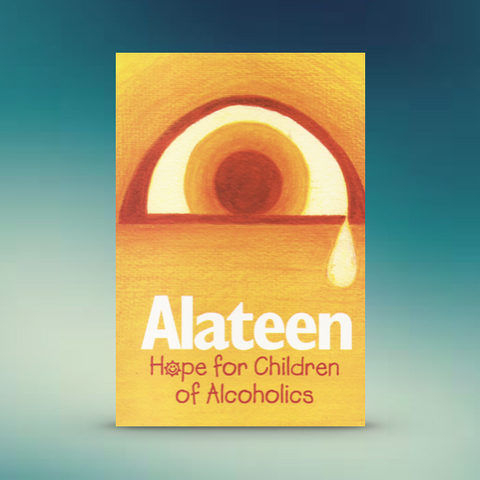 Alateen
Hope for Children
of Alcoholics